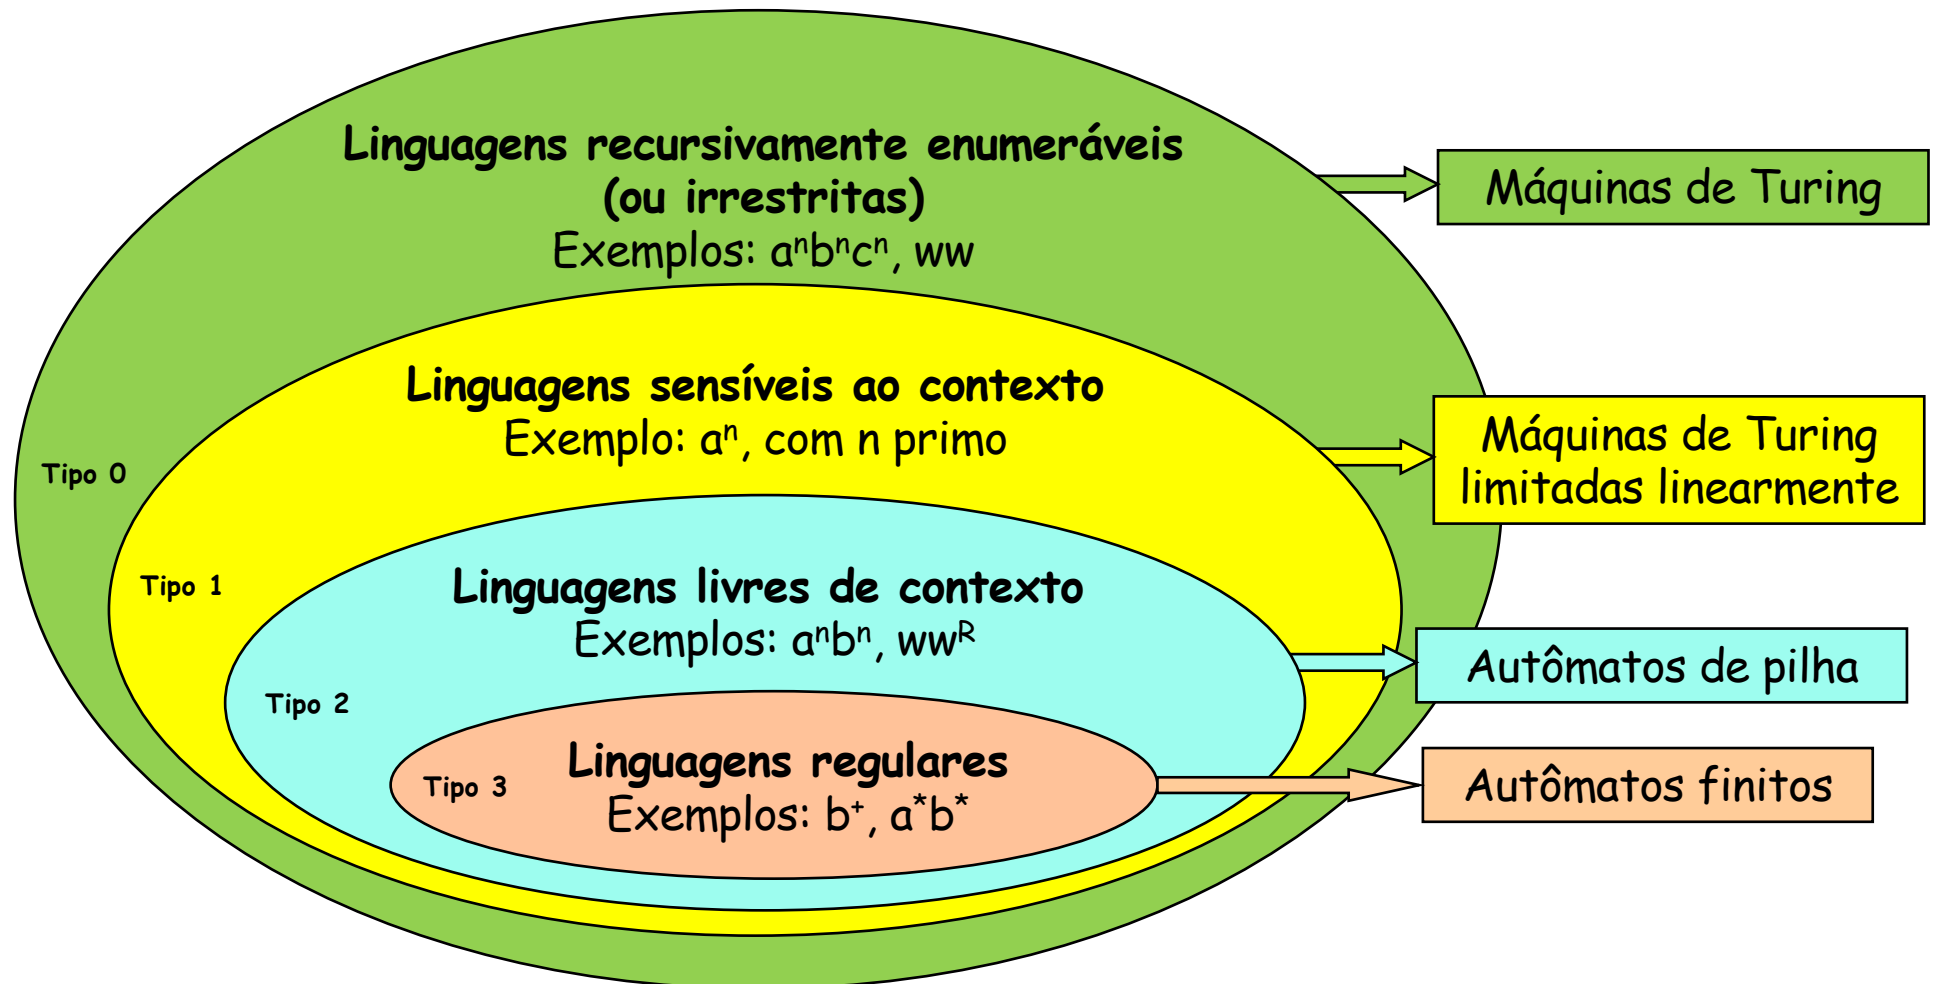 Linguagens recursivamente enumeráveis
(ou irrestritas)
Exemplos: aⁿbⁿcⁿ, ww
Máquinas de Turing
Linguagens sensíveis ao contexto
Exemplo: aⁿ, com n primo
Máquinas de Turing
limitadas linearmente
Tipo 0
Tipo 1
Linguagens livres de contexto
Exemplos: aⁿbⁿ, wwᴿ
Autômatos de pilha
Tipo 2
Linguagens regulares
Tipo 3
Exemplos: b⁺, a*b*
Autômatos finitos